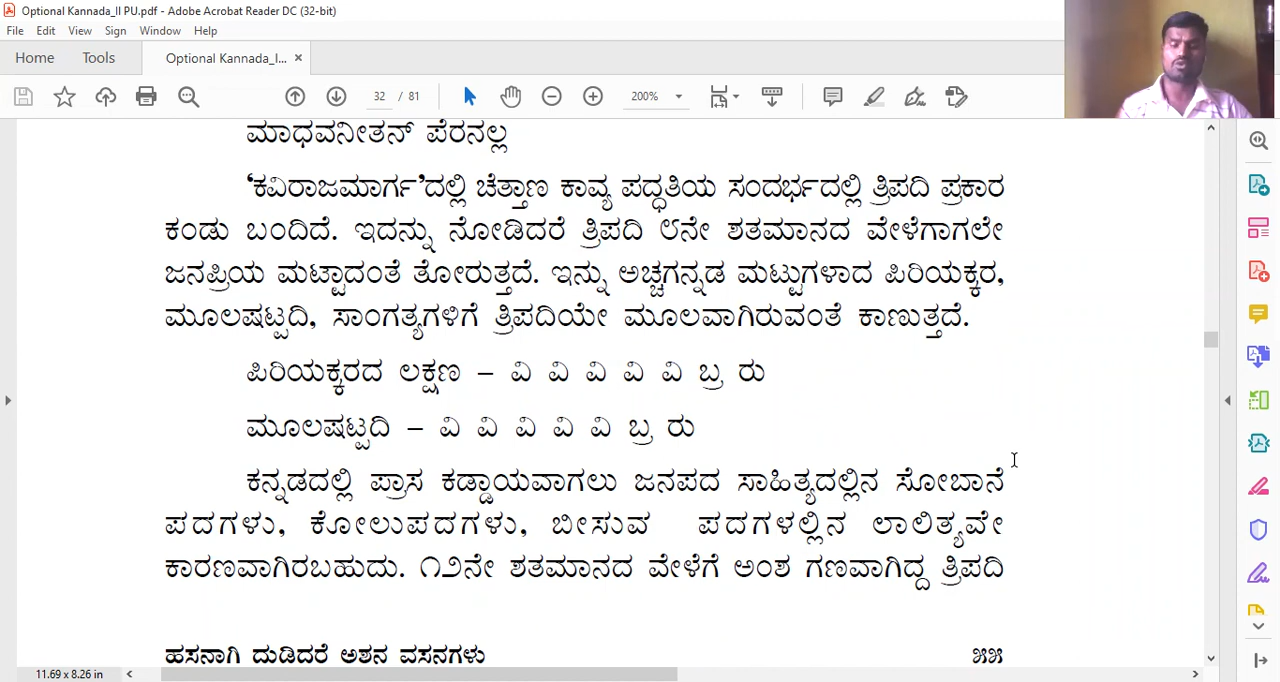 Optional Kannada_II PU.pdf - Adobe Acrobat Reader DC (32-bit)
File Edit View Sign Window Help
Home Tools Optional Kannada_I... ×
32 / 81 200%
ಮಾಧವನೀತನ್ ಪೆರನಲ್ಲ
‘ಕವಿರಾಜಮಾರ್ಗ’ದಲ್ಲಿ ಚೆತ್ತಾಣ ಕಾವ್ಯ ಪದ್ಧತಿಯ ಸಂದರ್ಭದಲ್ಲಿ ತ್ರಿಪದಿ ಪ್ರಕಾರ
ಕಂಡು ಬಂದಿದೆ. ಇದನ್ನು ನೋಡಿದರೆ ತ್ರಿಪದಿ ೮ನೇ ಶತಮಾನದ ವೇಳೆಗಾಗಲೇ
ಜನಪ್ರಿಯ ಮಟ್ಟಾದಂತೆ ತೋರುತ್ತದೆ. ಇನ್ನು ಅಚ್ಚಗನ್ನಡ ಮಟ್ಟುಗಳಾದ ಪಿರಿಯಕ್ಕರ,
ಮೂಲಷಟ್ಪದಿ, ಸಾಂಗತ್ಯಗಳಿಗೆ ತ್ರಿಪದಿಯೇ ಮೂಲವಾಗಿರುವಂತೆ ಕಾಣುತ್ತದೆ.
ಪಿರಿಯಕ್ಕರದ ಲಕ್ಷಣ – ವಿ ವಿ ವಿ ವಿ ವಿ ಬ್ರ ರು
ಮೂಲಷಟ್ಪದಿ – ವಿ ವಿ ವಿ ವಿ ವಿ ಬ್ರ ರು
ಕನ್ನಡದಲ್ಲಿ ಪ್ರಾಸ ಕಡ್ಡಾಯವಾಗಲು ಜನಪದ ಸಾಹಿತ್ಯದಲ್ಲಿನ ಸೋಬಾನೆ
ಪದಗಳು, ಕೋಲುಪದಗಳು, ಬೀಸುವ ಪದಗಳಲ್ಲಿನ ಲಾಲಿತ್ಯವೇ
ಕಾರಣವಾಗಿರಬಹುದು. ೧೨ನೇ ಶತಮಾನದ ವೇಳೆಗೆ ಅಂಶ ಗಣವಾಗಿದ್ದ ತ್ರಿಪದಿ
ಹಸನಾಗಿ ದುಡಿದರೆ ಅಶನ ವಸನಗಳು ೫೫
11.69 x 8.26 in